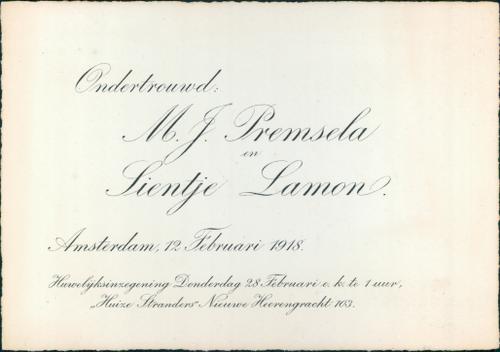 Ondertrouwd:
M. J. Premsela
en
Sientje Lamon.
Amsterdam, 12 Februari 1918.
Huwelijksinzegening Donderdag 28 Februari e. k. te 1 uur,
„Huize Stranders” Nieuwe Heerengracht 103.